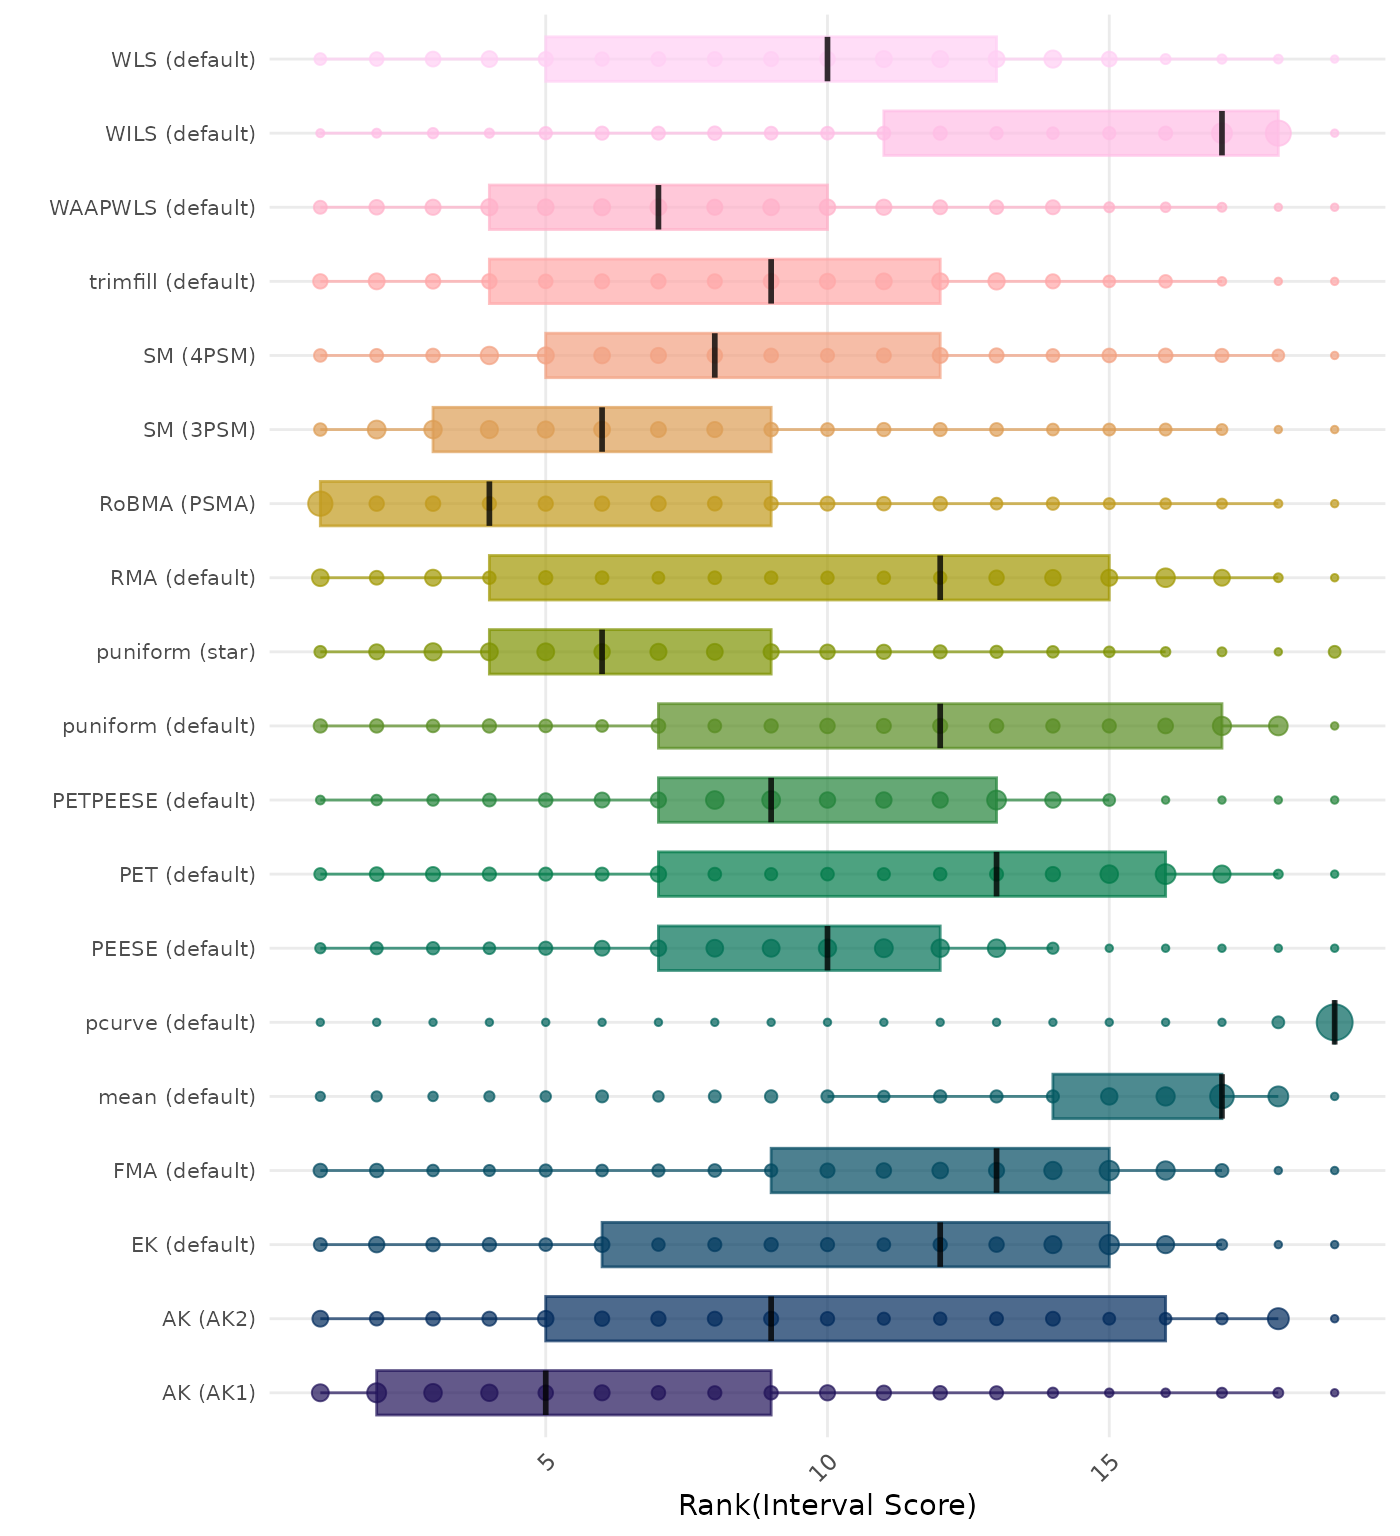 WLS (default)
WILS (default)
WAAPWLS (default)
trimfill (default)
SM (4PSM)
SM (3PSM)
RoBMA (PSMA)
RMA (default)
puniform (star)
puniform (default)
PETPEESE (default)
PET (default)
PEESE (default)
pcurve (default)
mean (default)
FMA (default)
EK (default)
AK (AK2)
AK (AK1)
5
10
15
Rank(Interval Score)